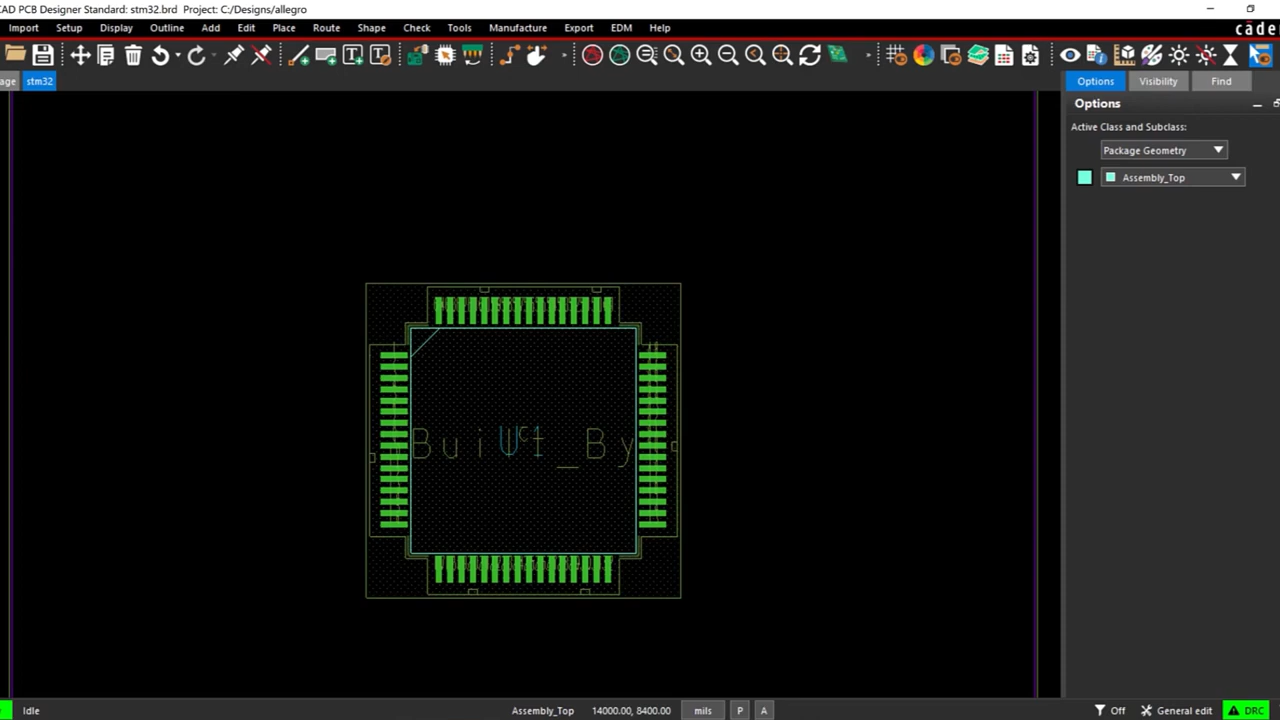 CAD PCB Designer Standard: stm32.brd Project: C:/Designs/allegro
Import Setup Display Outline Add Edit Place Route Shape Check Tools Manufacture Export EDM Help
cāde
age stm32 Options Visibility Find
Options
Active Class and Subclass:
Package Geometry
Assembly_Top
_By
Idle Assembly_Top 14000.00, 8400.00 mils P A Off General edit DRC